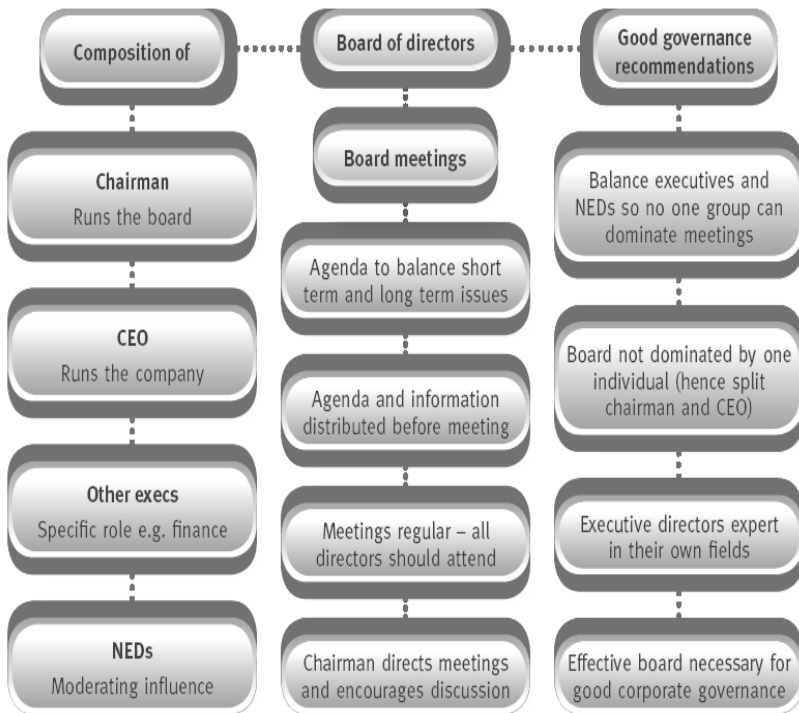 Composition of
Chairman
Runs the board
CEO
Runs the company
Other execs
Specific role e.g. finance
NEDs
Moderating influence
Board of directors
Board meetings
Agenda to balance short
term and long term issues
Agenda and information
distributed before meeting
Meetings regular – all
directors should attend
Chairman directs meetings
and encourages discussion
Good governance
recommendations
Balance executives and
NEDs so no one group can
dominate meetings
Board not dominated by one
individual (hence split
chairman and CEO)
Executive directors expert
in their own fields
Effective board necessary for
good corporate governance